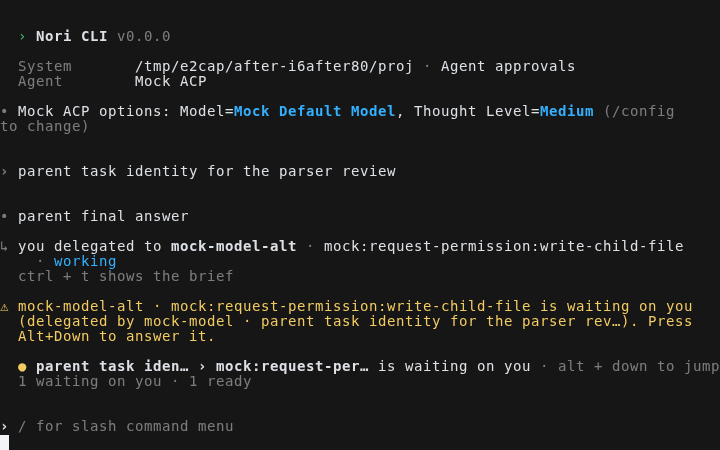 › Nori CLI v0.0.0
System /tmp/e2cap/after-i6after80/proj · Agent approvals
Agent Mock ACP
• Mock ACP options: Model=Mock Default Model, Thought Level=Medium (/config
to change)
› parent task identity for the parser review
• parent final answer
↳ you delegated to mock-model-alt · mock:request-permission:write-child-file
· working
ctrl + t shows the brief
⚠ mock-model-alt · mock:request-permission:write-child-file is waiting on you
(delegated by mock-model · parent task identity for the parser rev…). Press
Alt+Down to answer it.
● parent task iden… › mock:request-per… is waiting on you · alt + down to jump
1 waiting on you · 1 ready
› / for slash command menu